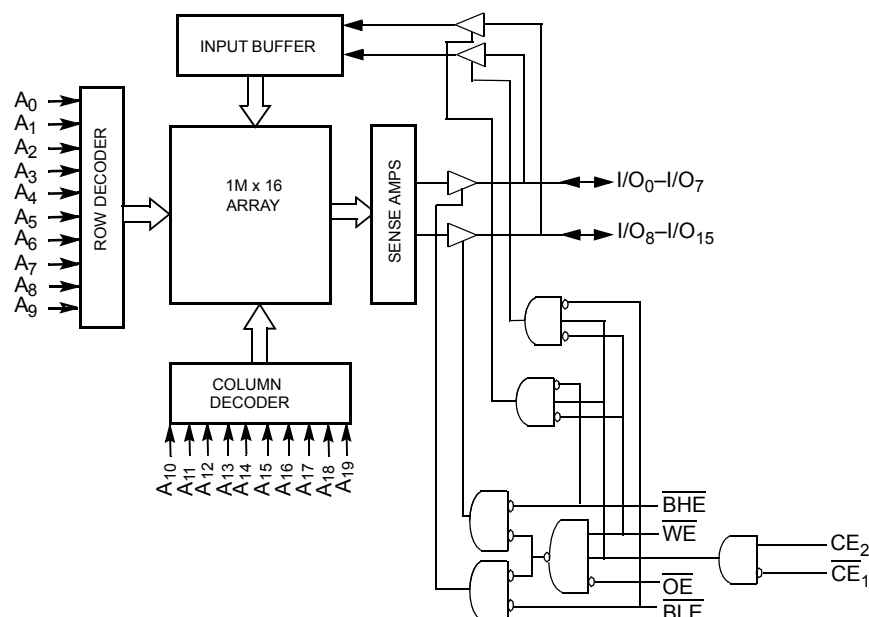 INPUT BUFFER
A0
A1
A2
A3
A4
A5
A6
A7
A8
A9
ROW DECODER
1M x 16
ARRAY
SENSE AMPS
I/O0–I/O7
I/O8–I/O15
COLUMN
DECODER
A10
A11
A12
A13
A14
A15
A16
A17
A18
A19
BHE
WE
CE2
CE1
OE
BLE